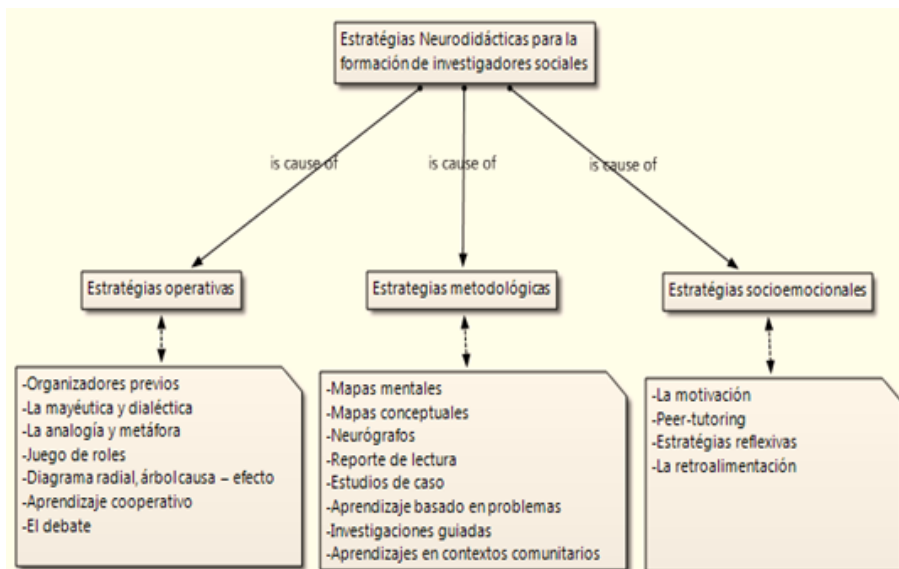 Estratégias Neurodidácticas para la
formación de investigadores sociales
is cause of
is cause of
is cause of
Estratégias operativas
Estrategias metodológicas
Estratégias socioemocionales
-Organizadores previos
-La mayéutica y dialéctica
-La analogía y metáfora
-Juego de roles
-Diagrama radial, árbol causa – efecto
-Aprendizaje cooperativo
-El debate
-Mapas mentales
-Mapas conceptuales
-Neurógrafos
-Reporte de lectura
-Estudios de caso
-Aprendizaje basado en problemas
-Investigaciones guiadas
-Aprendizajes en contextos comunitarios
-La motivación
-Peer-tutoring
-Estratégias reflexivas
-La retroalimentación